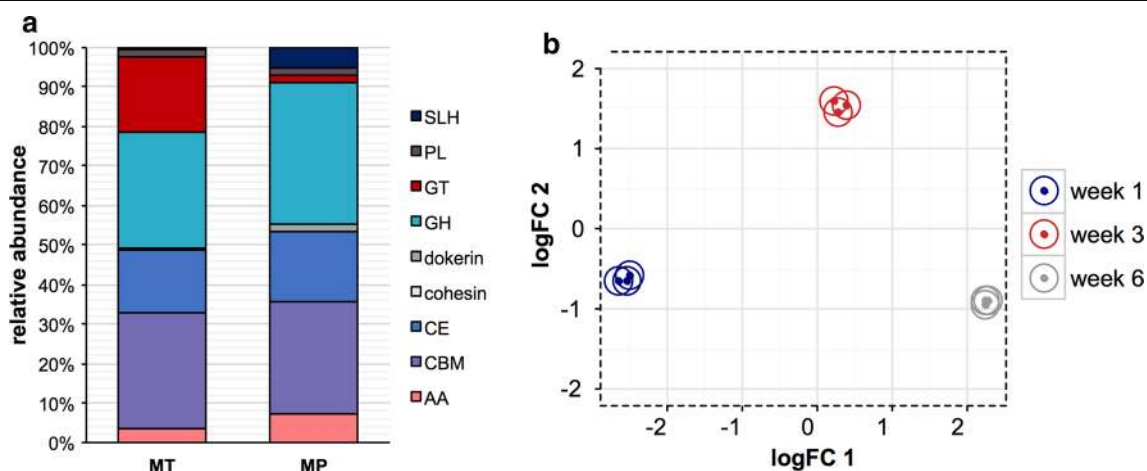 a
100%
90%
80%
70%
60%
50%
40%
30%
20%
10%
0%
relative abundance
MT
MP
SLH
PL
GT
GH
dokerin
cohesin
CE
CBM
AA
b
2
1
0
-1
-2
logFC 2
-2
-1
0
1
2
logFC 1
week 1
week 3
week 6